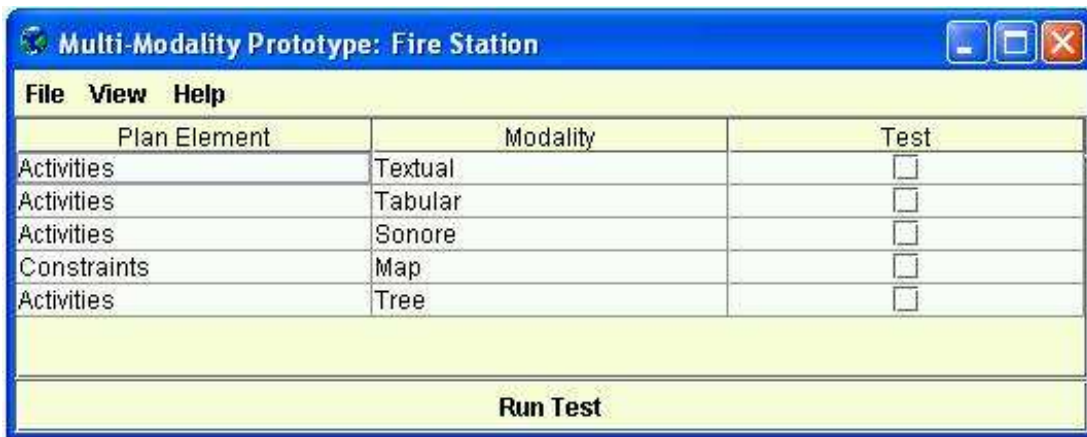 Multi-Modality Prototype: Fire Station
File View Help
Plan Element Modality Test
Activities Textual
Activities Tabular
Activities Sonore
Constraints Map
Activities Tree
Run Test